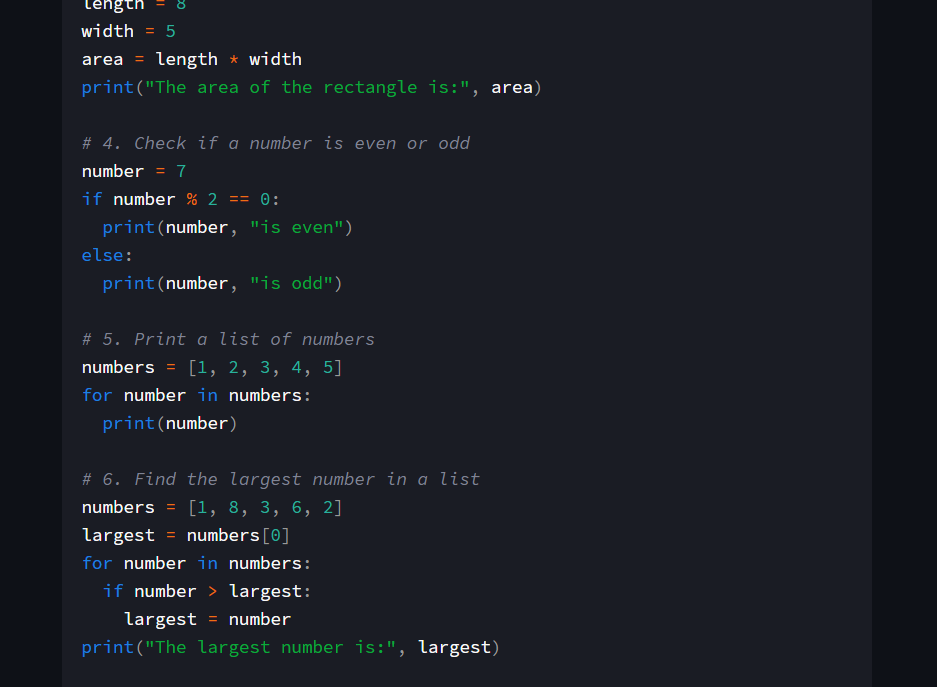 length = 8
width = 5
area = length * width
print("The area of the rectangle is:", area)

# 4. Check if a number is even or odd
number = 7
if number % 2 == 0:
  print(number, "is even")
else:
  print(number, "is odd")

# 5. Print a list of numbers
numbers = [1, 2, 3, 4, 5]
for number in numbers:
  print(number)

# 6. Find the largest number in a list
numbers = [1, 8, 3, 6, 2]
largest = numbers[0]
for number in numbers:
  if number > largest:
    largest = number
print("The largest number is:", largest)